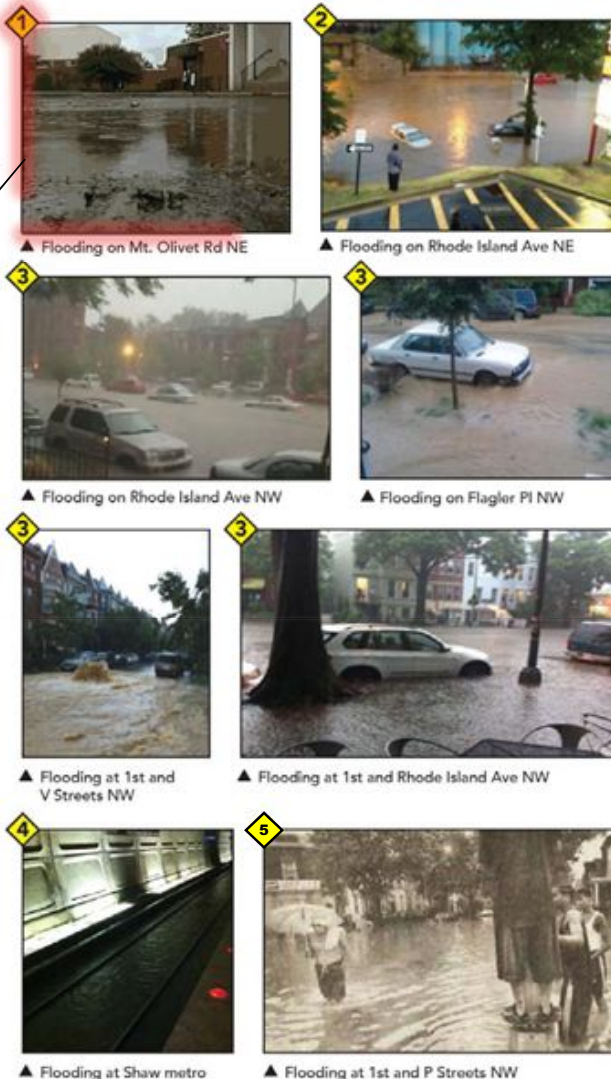 1
2
▲ Flooding on Mt. Olivet Rd NE
▲ Flooding on Rhode Island Ave NE
3
3
▲ Flooding on Rhode Island Ave NW
▲ Flooding on Flagler Pl NW
3
3
▲ Flooding at 1st and
V Streets NW
▲ Flooding at 1st and Rhode Island Ave NW
4
5
▲ Flooding at Shaw metro
▲ Flooding at 1st and P Streets NW